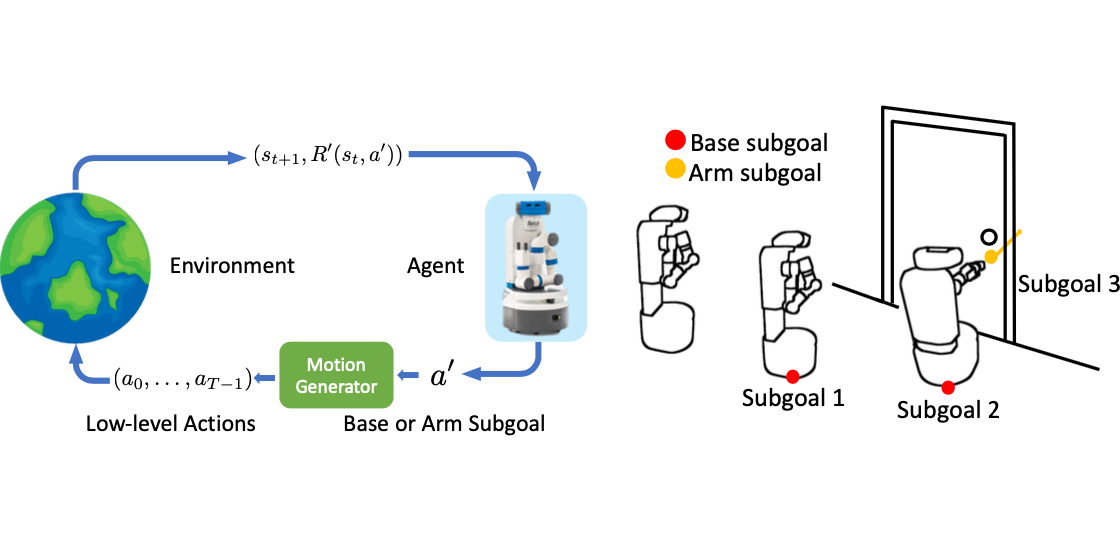 (s_{t+1}, R′(s_t, a′))
Environment
Agent
Motion
Generator
a′
(a_0, . . . , a_{T−1})
Low-level Actions
Base or Arm Subgoal
Base subgoal
Arm subgoal
Subgoal 1
Subgoal 2
Subgoal 3